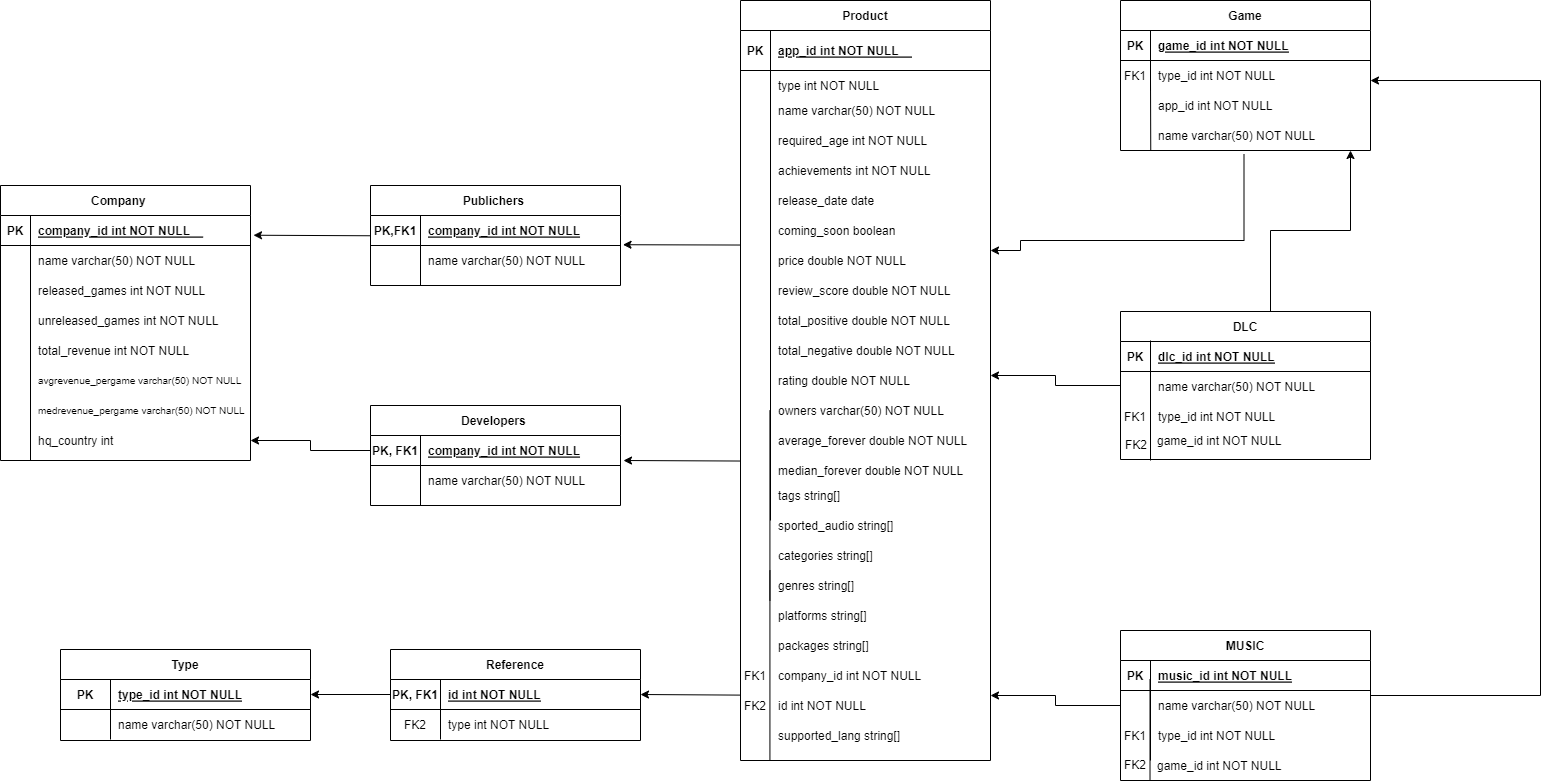 Company
PK company_id int NOT NULL
name varchar(50) NOT NULL
released_games int NOT NULL
unreleased_games int NOT NULL
total_revenue int NOT NULL
avgrevenue_pergame varchar(50) NOT NULL
medrevenue_pergame varchar(50) NOT NULL
hq_country int
Publichers
PK,FK1 company_id int NOT NULL
name varchar(50) NOT NULL
Developers
PK, FK1 company_id int NOT NULL
name varchar(50) NOT NULL
Type
PK type_id int NOT NULL
name varchar(50) NOT NULL
Reference
PK, FK1 id int NOT NULL
FK2 type int NOT NULL
Product
PK app_id int NOT NULL
type int NOT NULL
name varchar(50) NOT NULL
required_age int NOT NULL
achievements int NOT NULL
release_date date
coming_soon boolean
price double NOT NULL
review_score double NOT NULL
total_positive double NOT NULL
total_negative double NOT NULL
rating double NOT NULL
owners varchar(50) NOT NULL
average_forever double NOT NULL
median_forever double NOT NULL
tags string[]
sported_audio string[]
categories string[]
genres string[]
platforms string[]
packages string[]
FK1 company_id int NOT NULL
FK2 id int NOT NULL
supported_lang string[]
Game
PK game_id int NOT NULL
FK1 type_id int NOT NULL
app_id int NOT NULL
name varchar(50) NOT NULL
DLC
PK dlc_id int NOT NULL
name varchar(50) NOT NULL
FK1 type_id int NOT NULL
FK2 game_id int NOT NULL
MUSIC
PK music_id int NOT NULL
name varchar(50) NOT NULL
FK1 type_id int NOT NULL
FK2 game_id int NOT NULL